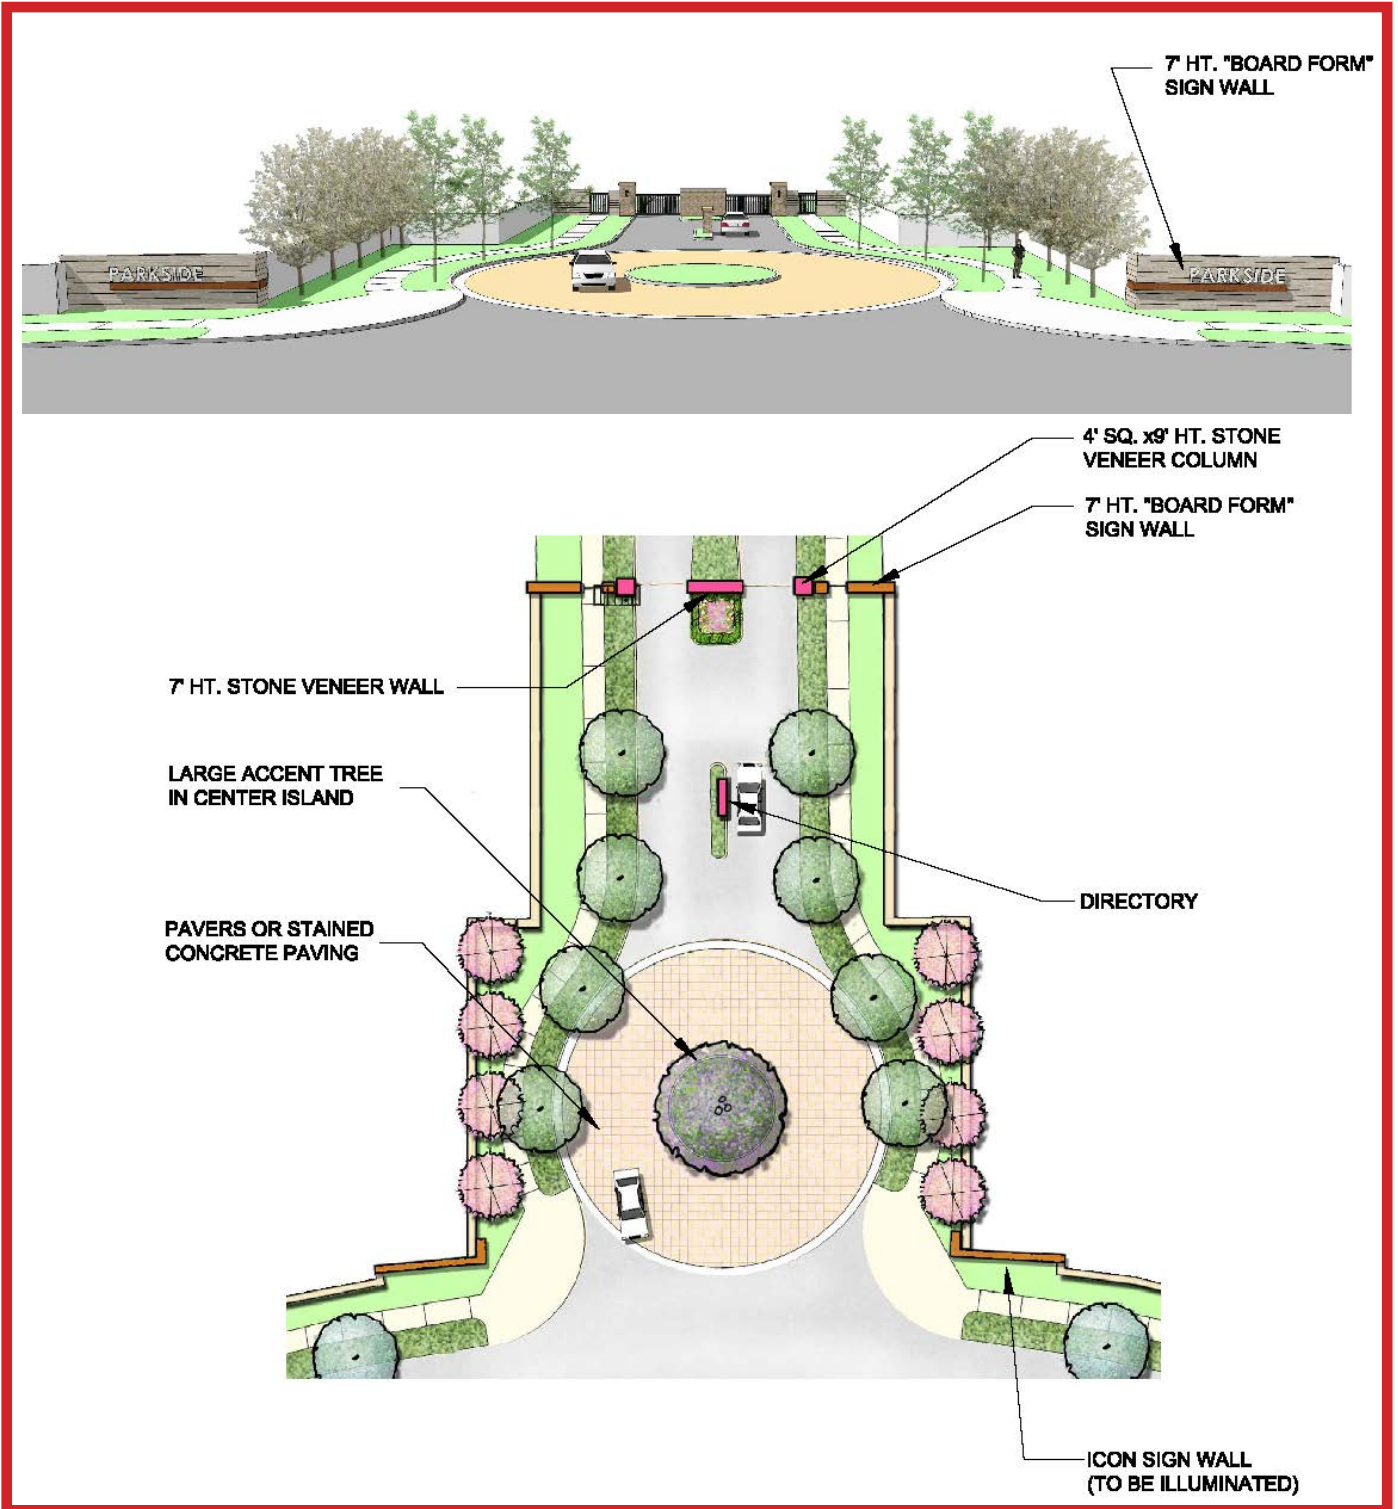 7' HT. "BOARD FORM"
SIGN WALL
PARKSIDE
PARKSIDE
4' SQ. x9' HT. STONE
VENEER COLUMN
7' HT. "BOARD FORM"
SIGN WALL
7' HT. STONE VENEER WALL
LARGE ACCENT TREE
IN CENTER ISLAND
DIRECTORY
PAVERS OR STAINED
CONCRETE PAVING
ICON SIGN WALL
(TO BE ILLUMINATED)